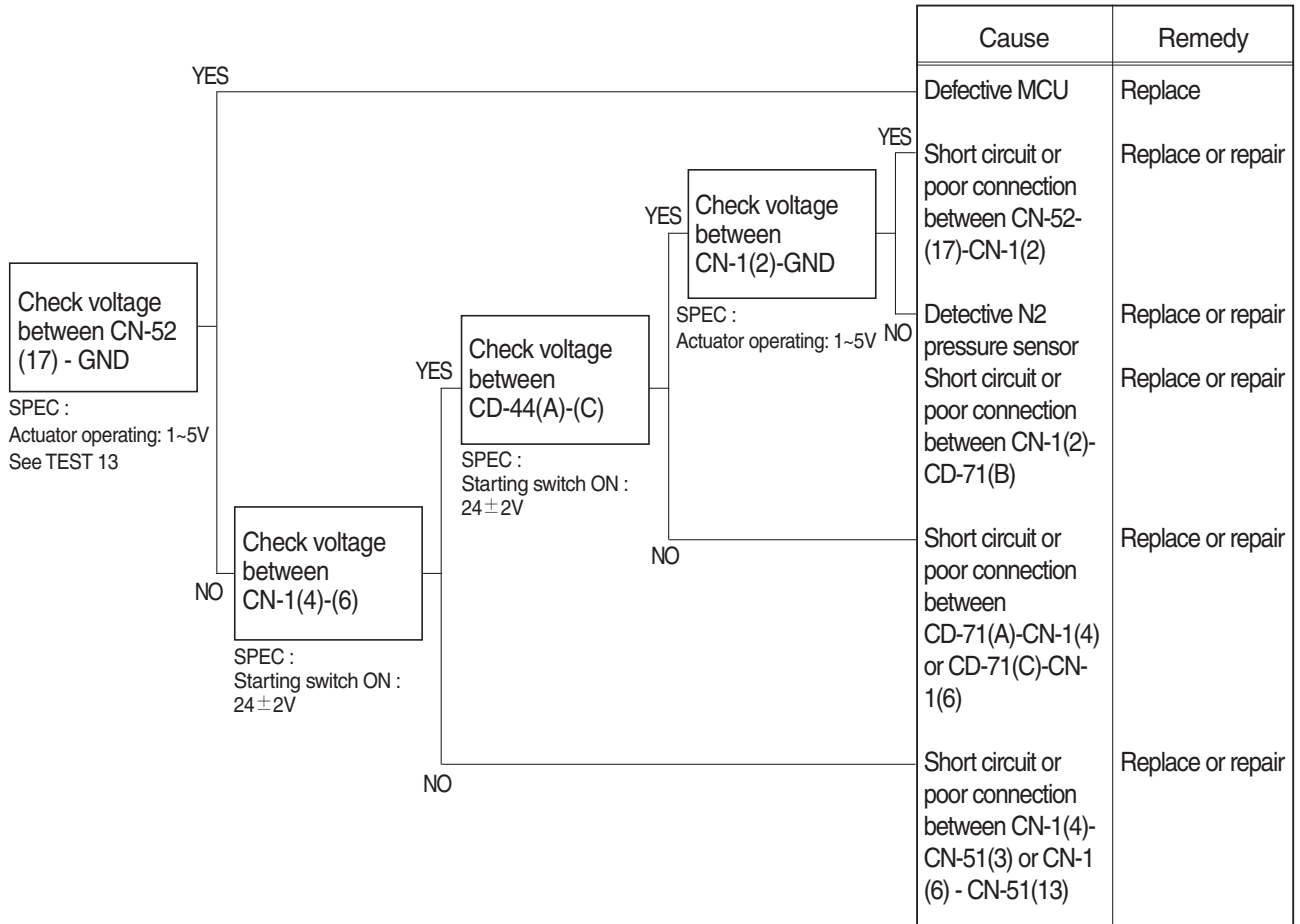 Cause
Remedy
YES
Defective MCU
Replace
YES
Short circuit or
poor connection
between CN-52-
(17)-CN-1(2)
Replace or repair
YES
Check voltage
between
CN-1(2)-GND
SPEC :
Actuator operating: 1~5V
NO
Detective N2
pressure sensor
Replace or repair
Short circuit or
poor connection
between CN-1(2)-
CD-71(B)
Replace or repair
Check voltage
between CN-52
(17) - GND
SPEC :
Actuator operating: 1~5V
See TEST 13
YES
Check voltage
between
CD-44(A)-(C)
SPEC :
Starting switch ON :
24±2V
NO
Short circuit or
poor connection
between
CD-71(A)-CN-1(4)
or CD-71(C)-CN-
1(6)
Replace or repair
NO
Check voltage
between
CN-1(4)-(6)
SPEC :
Starting switch ON :
24±2V
NO
Short circuit or
poor connection
between CN-1(4)-
CN-51(3) or CN-1
(6) - CN-51(13)
Replace or repair